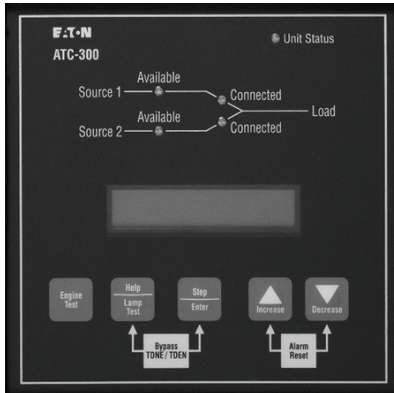 EATON
Unit Status
ATC-300
Available
Source 1
Connected
Load
Available
Source 2
Connected
Engine
Test
Help
Lamp
Test
Step
Enter
Increase
Decrease
Bypass
TDNE / TDEN
Alarm
Reset